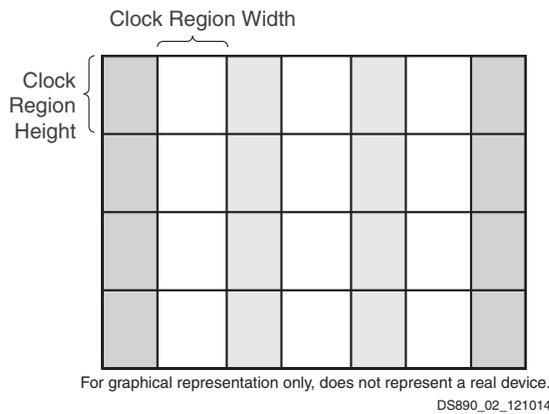 Clock Region Width
Clock
Region
Height
For graphical representation only, does not represent a real device.
DS890_02_121014